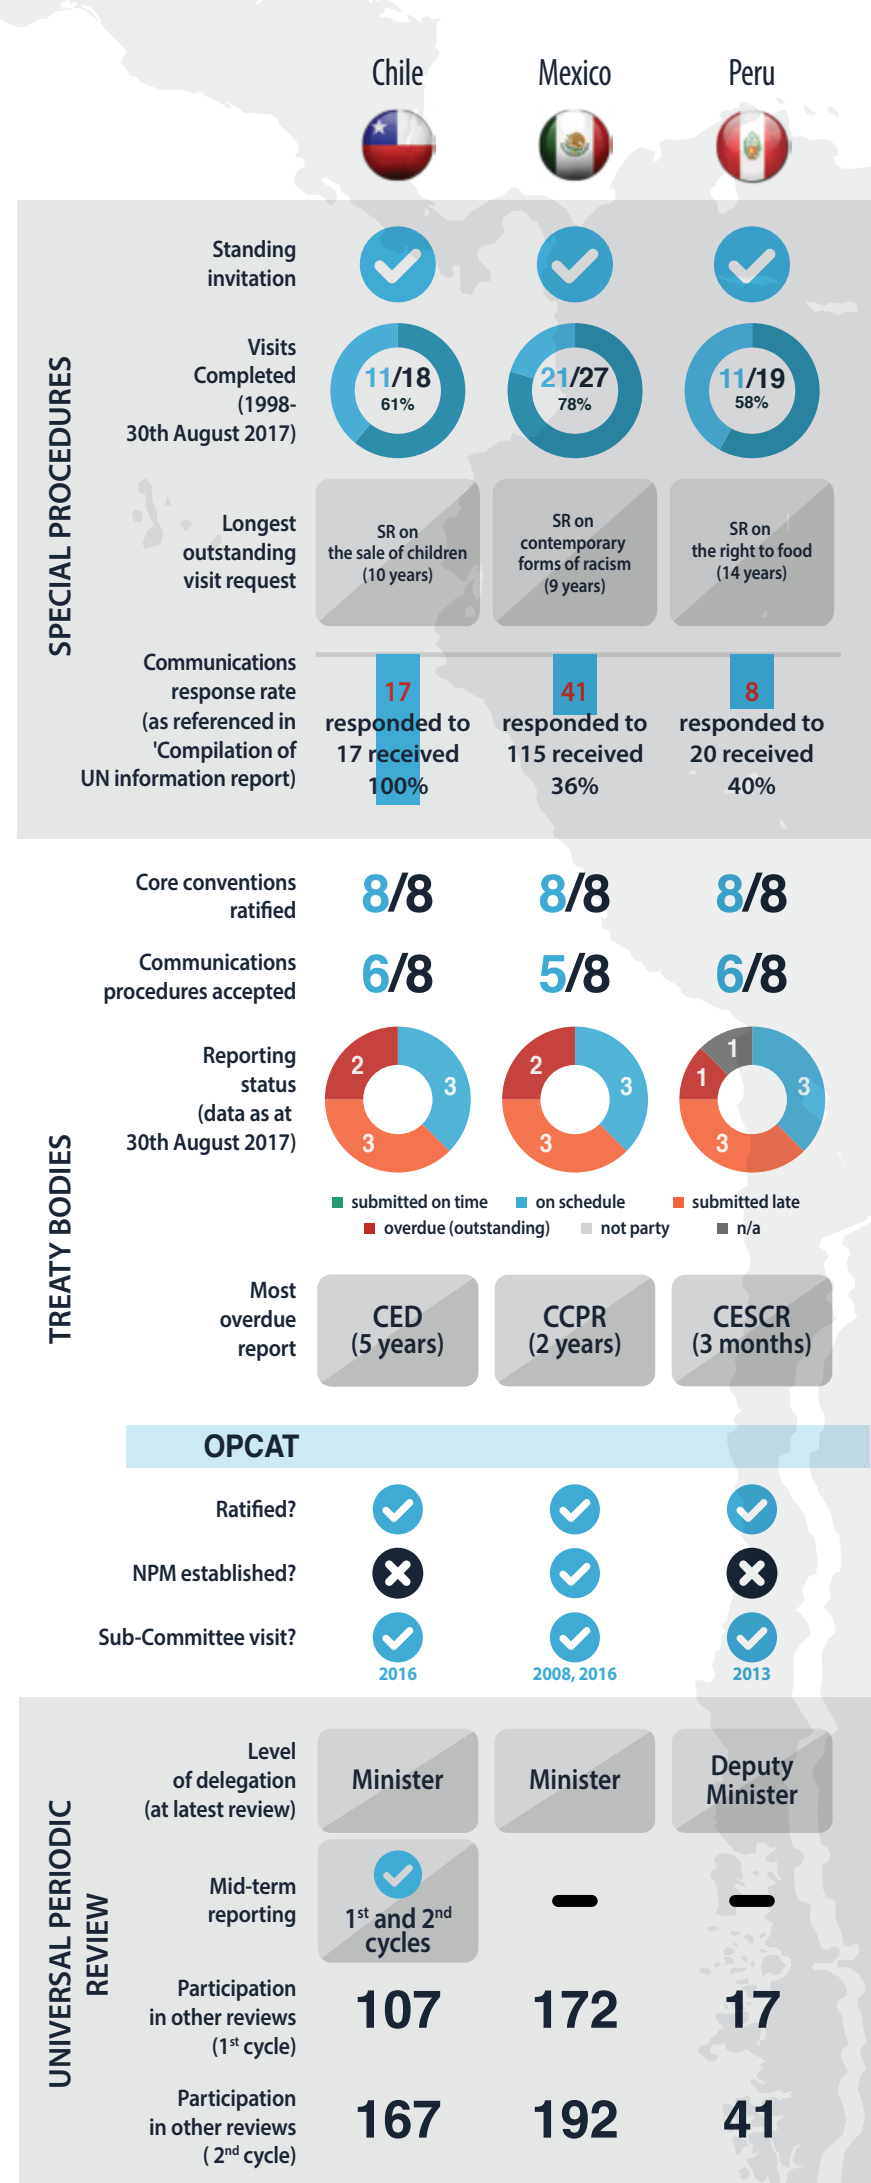 Chile
Mexico
Peru
SPECIAL PROCEDURES
Standing
invitation
Visits
Completed
(1998-
30th August 2017)
11/18
61%
21/27
78%
11/19
58%
Longest
outstanding
visit request
SR on
the sale of children
(10 years)
SR on
contemporary
forms of racism
(9 years)
SR on
the right to food
(14 years)
Communications
response rate
(as referenced in
'Compilation of
UN information report)
17
responded to
17 received
100%
41
responded to
115 received
36%
8
responded to
20 received
40%
TREATY BODIES
Core conventions
ratified
8/8
8/8
8/8
Communications
procedures accepted
6/8
5/8
6/8
Reporting
status
(data as at
30th August 2017)
2
3
3
2
3
3
1
1
3
3
submitted on time
on schedule
submitted late
overdue (outstanding)
not party
n/a
Most
overdue
report
CED
(5 years)
CCPR
(2 years)
CESCR
(3 months)
OPCAT
Ratified?
NPM established?
Sub-Committee visit?
2016
2008, 2016
2013
UNIVERSAL PERIODIC
REVIEW
Level
of delegation
(at latest review)
Minister
Minister
Deputy
Minister
Mid-term
reporting
1st and 2nd
cycles
Participation
in other reviews
(1st cycle)
107
172
17
Participation
in other reviews
( 2nd cycle)
167
192
41